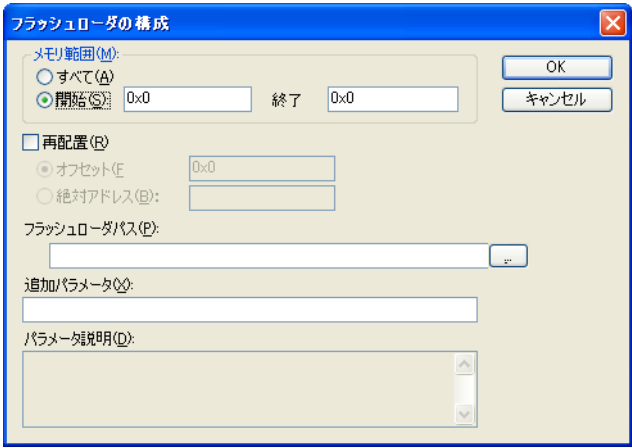 フラッシュローダの構成
メモリ範囲(M):
すべて(A)
開始(S): 0x0 終了 0x0
OK
キャンセル
再配置(R)
オフセット(F 0x0
絶対アドレス(B):
フラッシュローダパス(P):
...
追加パラメータ(X):
パラメータ説明(D):